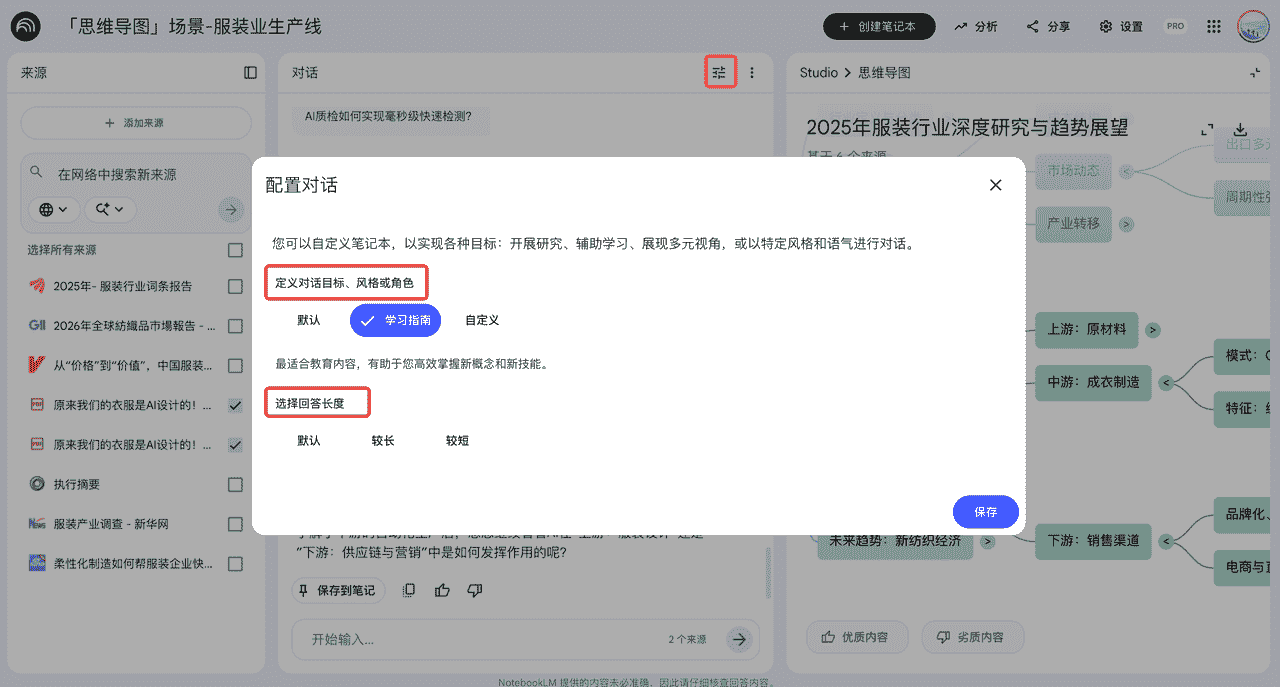 「思维导图」场景-服装业生产线
创建笔记本
分析
分享
设置
PRO
来源
添加来源
在网络中搜索新来源
选择所有来源
2025年- 服装行业词条报告
2026年全球紡織品市場報告 - ...
从“价格”到“价值”，中国服装...
原来我们的衣服是AI设计的！...
原来我们的衣服是AI设计的！...
执行摘要
服装产业调查 - 新华网
柔性化制造如何帮服装企业快...
对话
AI质检如何实现毫秒级快速检测?
配置对话
您可以自定义笔记本，以实现各种目标：开展研究、辅助学习、展现多元视角，或以特定风格和语气进行对话。
定义对话目标、风格或角色
默认
学习指南
自定义
最适合教育内容，有助于您高效掌握新概念和新技能。
选择回答长度
默认
较长
较短
保存
“下游：供应链与营销”中是如何发挥作用的呢?
保存到笔记
开始输入...
2 个来源
NotebookLM 提供的内容未必准确，因此请仔细核查回答内容。
Studio > 思维导图
2025年服装行业深度研究与趋势展望
基于 6 个来源
市场动态
出口多元
周期性
产业转移
上游：原材料
中游：成衣制造
模式：
特征：
未来趋势：新纺织经济
下游：销售渠道
品牌化、
电商与直
优质内容
劣质内容